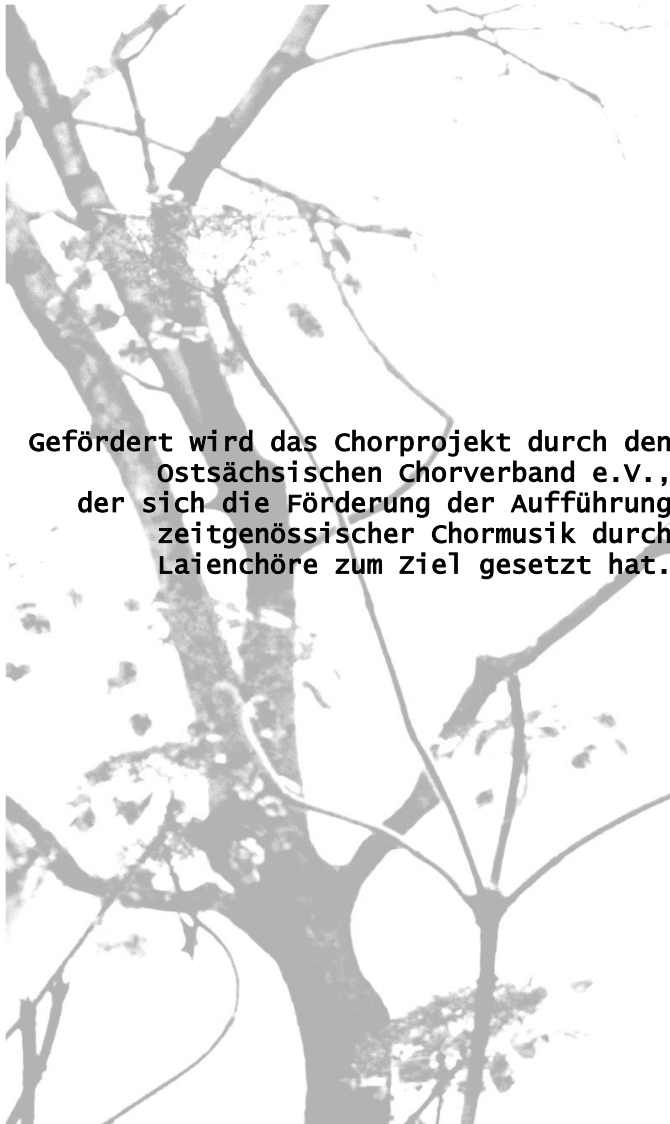 Gefördert wird das Chorprojekt durch den
Ostsächsischen Chorverband e.V.,
der sich die Förderung der Aufführung
zeitgenössischer Chormusik durch
Laienchöre zum Ziel gesetzt hat.